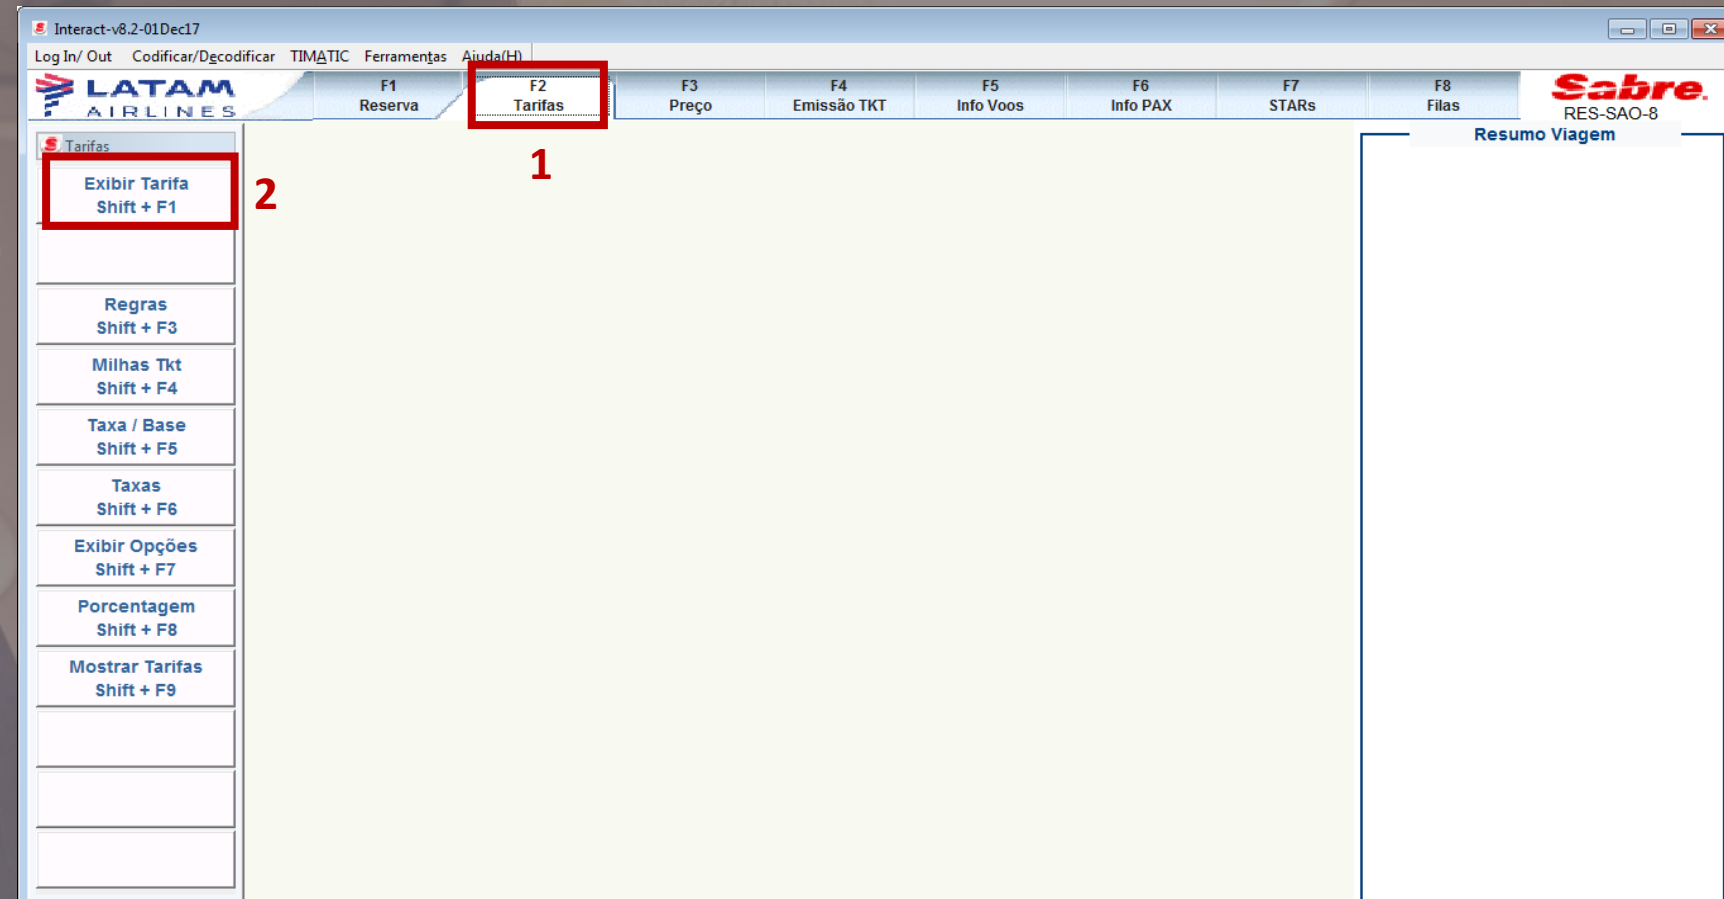 Interact-v8.2-01Dec17
Log In/ Out Codificar/Decodificar TIMATIC Ferramentas Ajuda(H)
LATAM
AIRLINES
F1
Reserva
F2
Tarifas
F3
Preço
F4
Emissão TKT
F5
Info Voos
F6
Info PAX
F7
STARs
F8
Filas
Sabre.
RES-SAO-8
Tarifas
1
Resumo Viagem
Exibir Tarifa
Shift + F1
2
Regras
Shift + F3
Milhas Tkt
Shift + F4
Taxa / Base
Shift + F5
Taxas
Shift + F6
Exibir Opções
Shift + F7
Porcentagem
Shift + F8
Mostrar Tarifas
Shift + F9